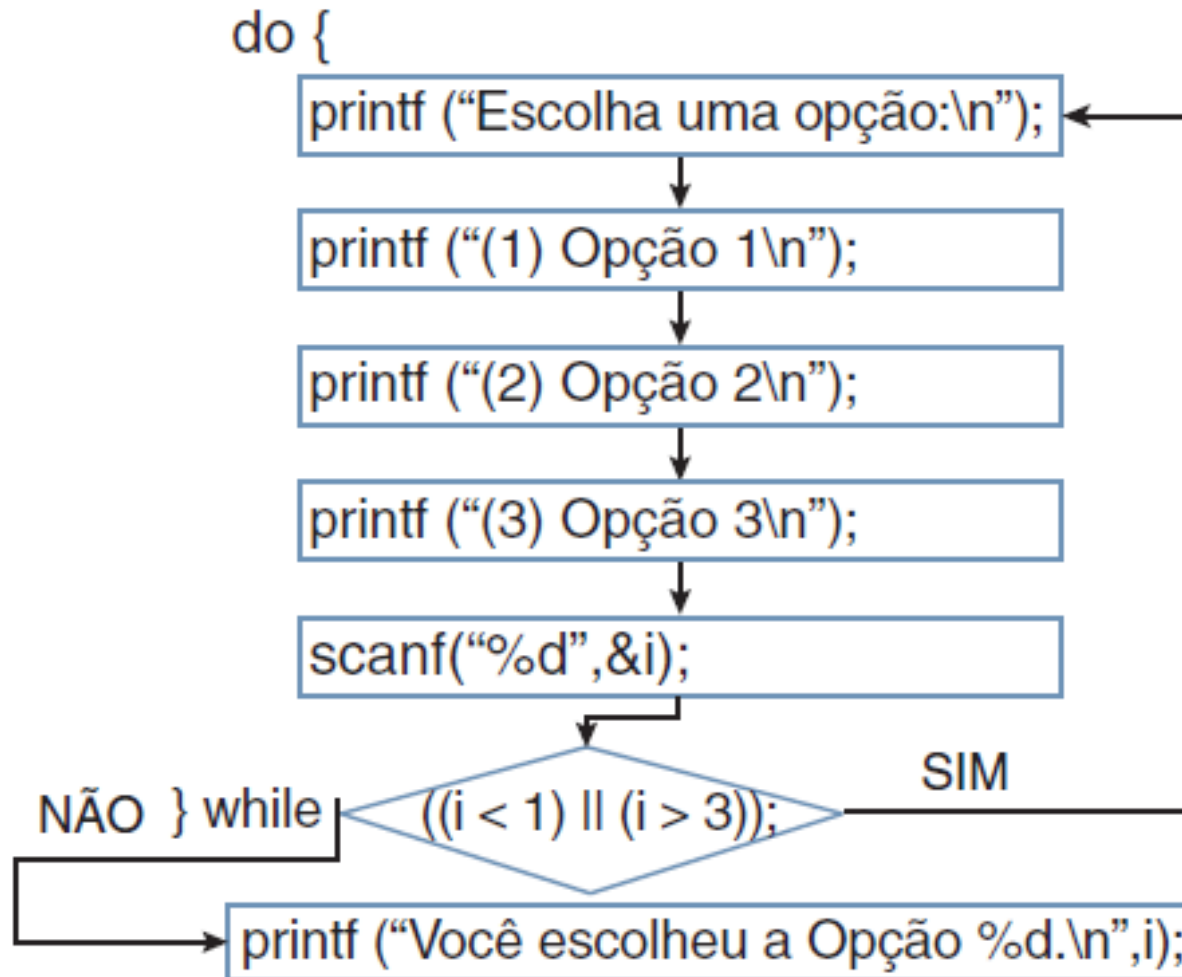 do {
printf (“Escolha uma opção:\n”);
printf (“(1) Opção 1\n”);
printf (“(2) Opção 2\n”);
printf (“(3) Opção 3\n”);
scanf(“%d”,&i);
SIM
NÃO } while ((i < 1) || (i > 3));
printf (“Você escolheu a Opção %d.\n”,i);